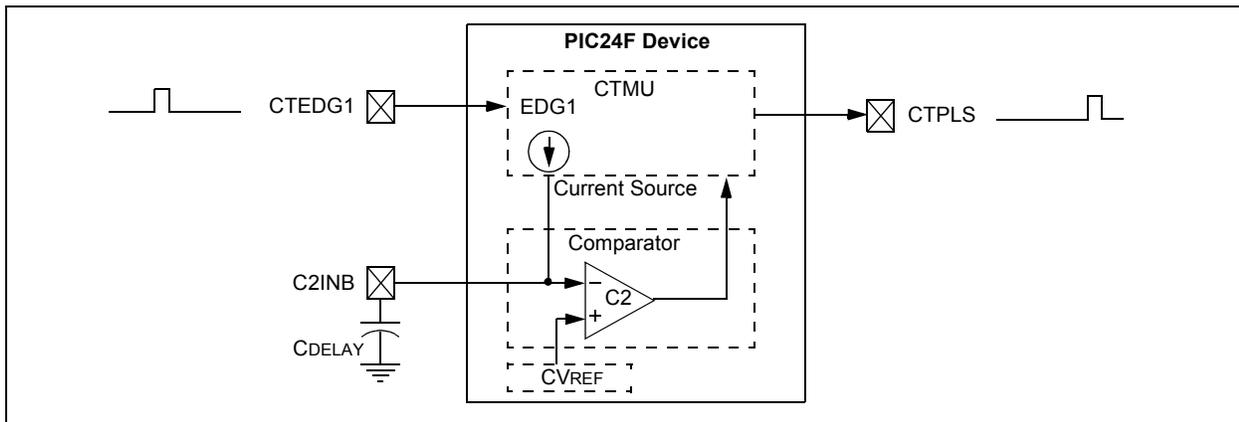 PIC24F Device
CTMU
CTEDG1
EDG1
CTPLS
Current Source
Comparator
C2INB
−
C2
+
CDELAY
CVREF